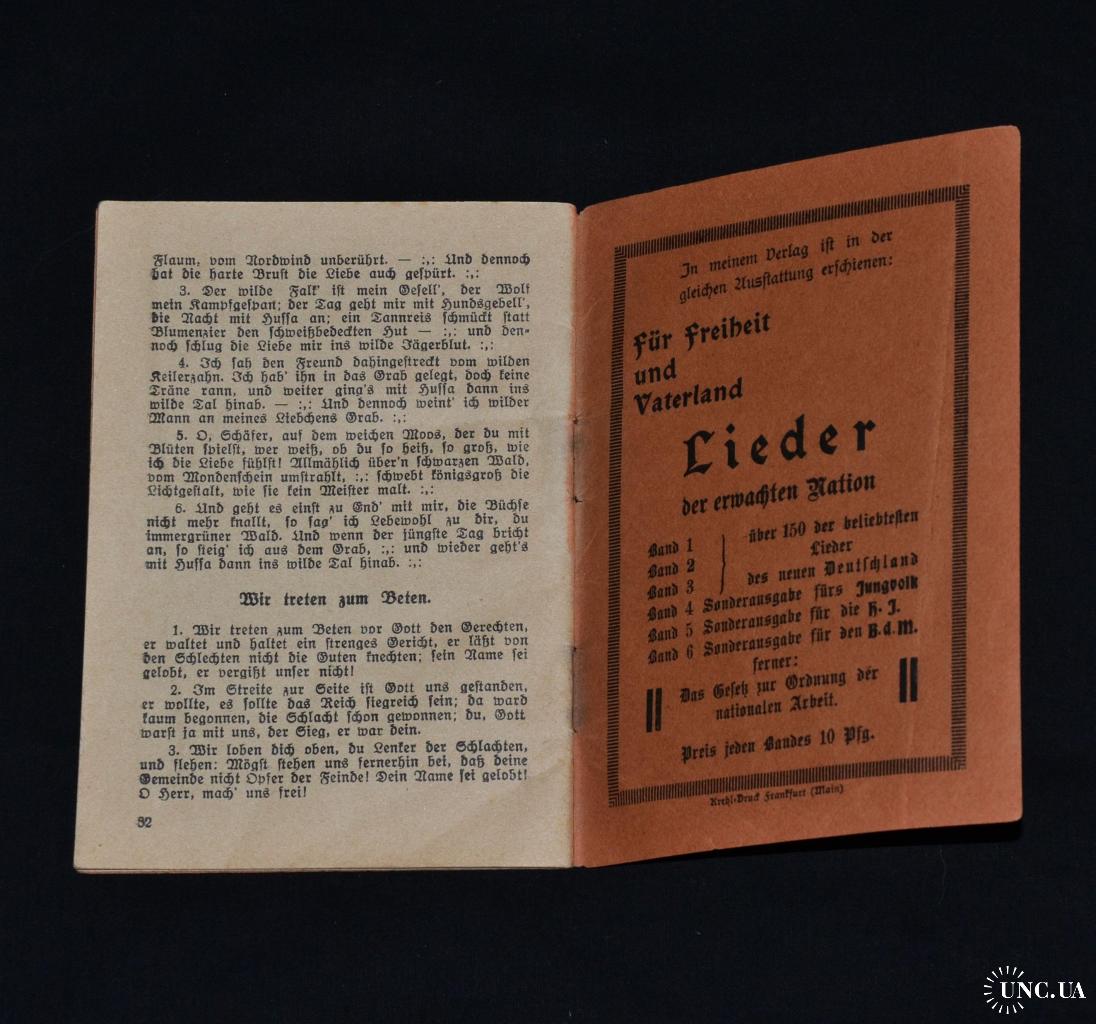 Flaum, vom Nordwind unberührt. — :,: Und dennoch
hat die harte Brust die Liebe auch gespürt. :,:
3. Der wilde Falk' ist mein Gesell', der Wolf
mein Kampfgespan; der Tag geht mir mit Hundsgebell',
die Nacht mit Hussa an; ein Tannreis schmückt statt
Blumenzier den schweißbedeckten Hut — :,: und den-
noch schlug die Liebe mir ins wilde Jägerblut. :,:
4. Ich sah den Freund dahingestreckt vom wilden
Keilerzahn. Ich hab' ihn in das Grab gelegt, doch keine
Träne rann, und weiter ging's mit Hussa dann ins
wilde Tal hinab. — :,: Und dennoch weint' ich wilder
Mann an meines Liebchens Grab. :,:
5. O, Schäfer, auf dem weichen Moos, der du mit
Blüten spielst, wer weiß, ob du so heiß, so groß, wie
ich die Liebe fühlst! Allmählich über'n schwarzen Wald,
vom Mondenschein umstrahlt, :,: schwebt königsgroß die
Lichtgestalt, wie sie kein Meister malt. :,:
6. Und geht es einst zu End' mit mir, die Büchse
nicht mehr knallt, so sag' ich Lebewohl zu dir, du
immergrüner Wald. Und wenn der jüngste Tag bricht
an, so steig' ich aus dem Grab, :,: und wieder geht's
mit Hussa dann ins wilde Tal hinab. :,:
Wir treten zum Beten.
1. Wir treten zum Beten vor Gott den Gerechten,
er waltet und haltet ein strenges Gericht, er läßt von
den Schlechten nicht die Guten knechten; sein Name sei
gelobt, er vergißt unser nicht!
2. Im Streite zur Seite ist Gott uns gestanden,
er wollte, es sollte das Reich siegreich sein; da ward
kaum begonnen, die Schlacht schon gewonnen; du, Gott
warst ja mit uns, der Sieg, er war dein.
3. Wir loben dich oben, du Lenker der Schlachten,
und flehen: Mögst stehen uns fernerhin bei, daß deine
Gemeinde nicht Opfer der Feinde! Dein Name sei gelobt!
O Herr, mach' uns frei!
32
In meinem Verlag ist in der
gleichen Ausstattung erschienen:
Für Freiheit
und
Vaterland
Lieder
der erwachten Nation
Band 1
Band 2
Band 3
über 150 der beliebtesten
Lieder
des neuen Deutschland
Band 4 Sonderausgabe fürs Jungvolk
Band 5 Sonderausgabe für die H. J.
Band 6 Sonderausgabe für den B. d. M.
ferner:
Das Gesetz zur Ordnung der
nationalen Arbeit.
Preis jeden Bandes 10 Pfg.
Krehl-Druck Frankfurt (Main)
UNC.UA